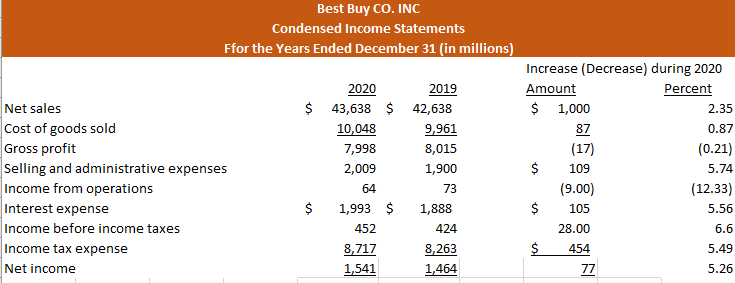 Best Buy CO. INC
Condensed Income Statements
Ffor the Years Ended December 31 (in millions)
Increase (Decrease) during 2020
2020 2019 Amount Percent
Net sales $ 43,638 $ 42,638 $ 1,000 2.35
Cost of goods sold 10,048 9,961 87 0.87
Gross profit 7,998 8,015 (17) (0.21)
Selling and administrative expenses 2,009 1,900 $ 109 5.74
Income from operations 64 73 (9.00) (12.33)
Interest expense $ 1,993 $ 1,888 $ 105 5.56
Income before income taxes 452 424 28.00 6.6
Income tax expense 8,717 8,263 $ 454 5.49
Net income 1,541 1,464 77 5.26